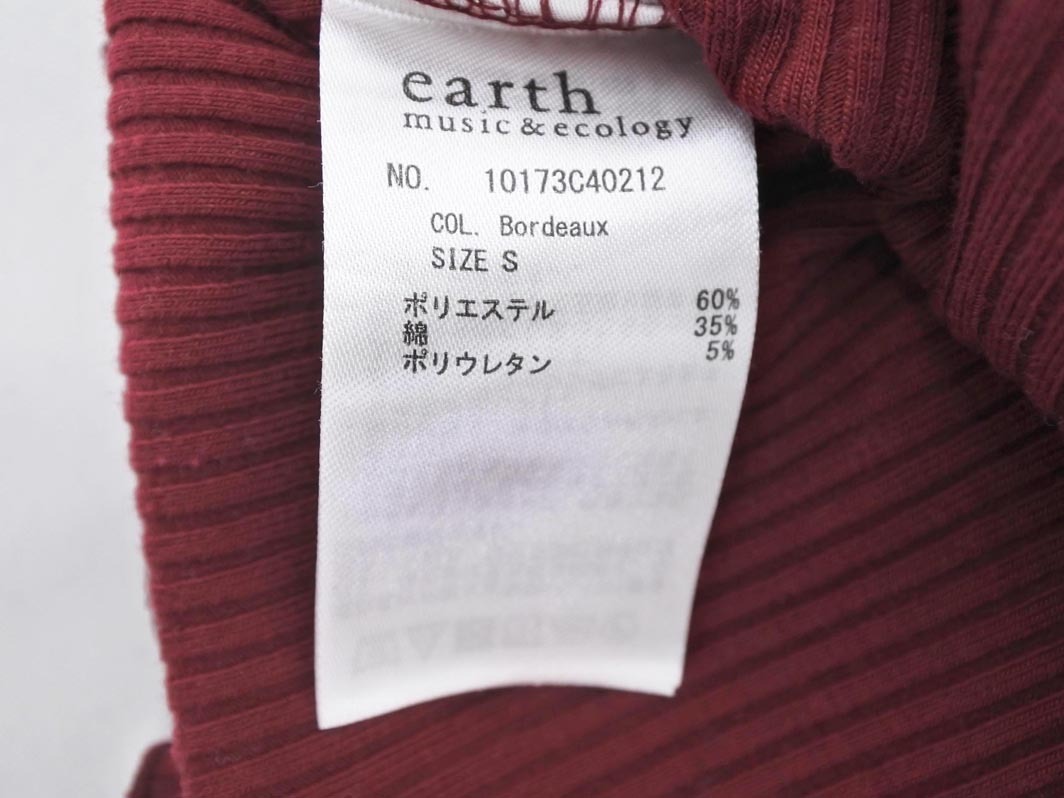 earth
music & ecology
NO. 10173C40212
COL. Bordeaux
SIZE S
ポリエステル 60%
綿 35%
ポリウレタン 5%